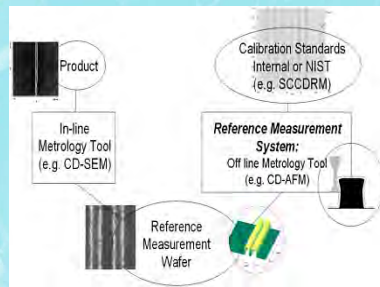 Product
Calibration Standards
Internal or NIST
(e.g. SCCDRM)
In-line
Metrology Tool
(e.g. CD-SEM)
Reference Measurement
System:
Off line Metrology Tool
(e.g. CD-AFM)
Reference
Measurement
Wafer